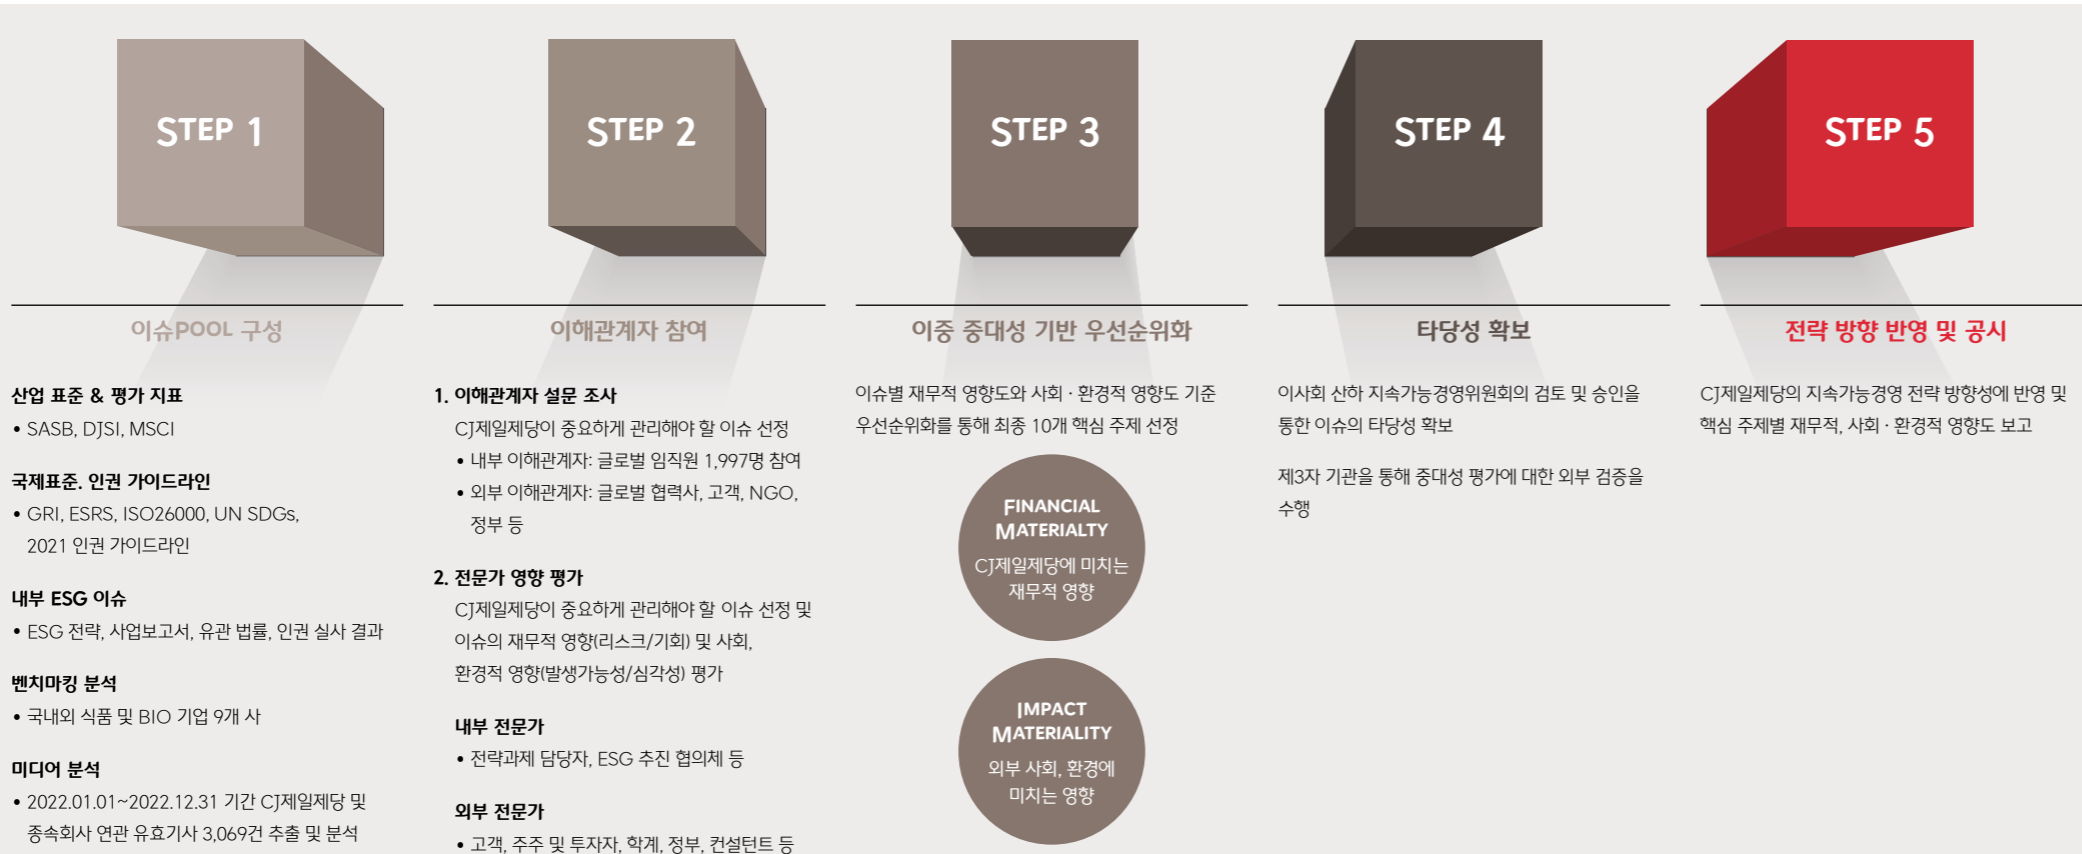 STEP 1
이슈POOL 구성
산업 표준 & 평가 지표
• SASB, DJSI, MSCI
국제표준. 인권 가이드라인
• GRI, ESRS, ISO26000, UN SDGs,
2021 인권 가이드라인
내부 ESG 이슈
• ESG 전략, 사업보고서, 유관 법률, 인권 실사 결과
벤치마킹 분석
• 국내외 식품 및 BIO 기업 9개 사
미디어 분석
• 2022.01.01~2022.12.31 기간 CJ제일제당 및
종속회사 연관 유효기사 3,069건 추출 및 분석
STEP 2
이해관계자 참여
1. 이해관계자 설문 조사
CJ제일제당이 중요하게 관리해야 할 이슈 선정
• 내부 이해관계자: 글로벌 임직원 1,997명 참여
• 외부 이해관계자: 글로벌 협력사, 고객, NGO,
정부 등
2. 전문가 영향 평가
CJ제일제당이 중요하게 관리해야 할 이슈 선정 및
이슈의 재무적 영향(리스크/기회) 및 사회,
환경적 영향(발생가능성/심각성) 평가
내부 전문가
• 전략과제 담당자, ESG 추진 협의체 등
외부 전문가
• 고객, 주주 및 투자자, 학계, 정부, 컨설턴트 등
STEP 3
이중 중대성 기반 우선순위화
이슈별 재무적 영향도와 사회 · 환경적 영향도 기준
우선순위화를 통해 최종 10개 핵심 주제 선정
FINANCIAL
MATERIALTY
CJ제일제당에 미치는
재무적 영향
IMPACT
MATERIALITY
외부 사회, 환경에
미치는 영향
STEP 4
타당성 확보
이사회 산하 지속가능경영위원회의 검토 및 승인을
통한 이슈의 타당성 확보
제3자 기관을 통해 중대성 평가에 대한 외부 검증을
수행
STEP 5
전략 방향 반영 및 공시
CJ제일제당의 지속가능경영 전략 방향성에 반영 및
핵심 주제별 재무적, 사회 · 환경적 영향도 보고